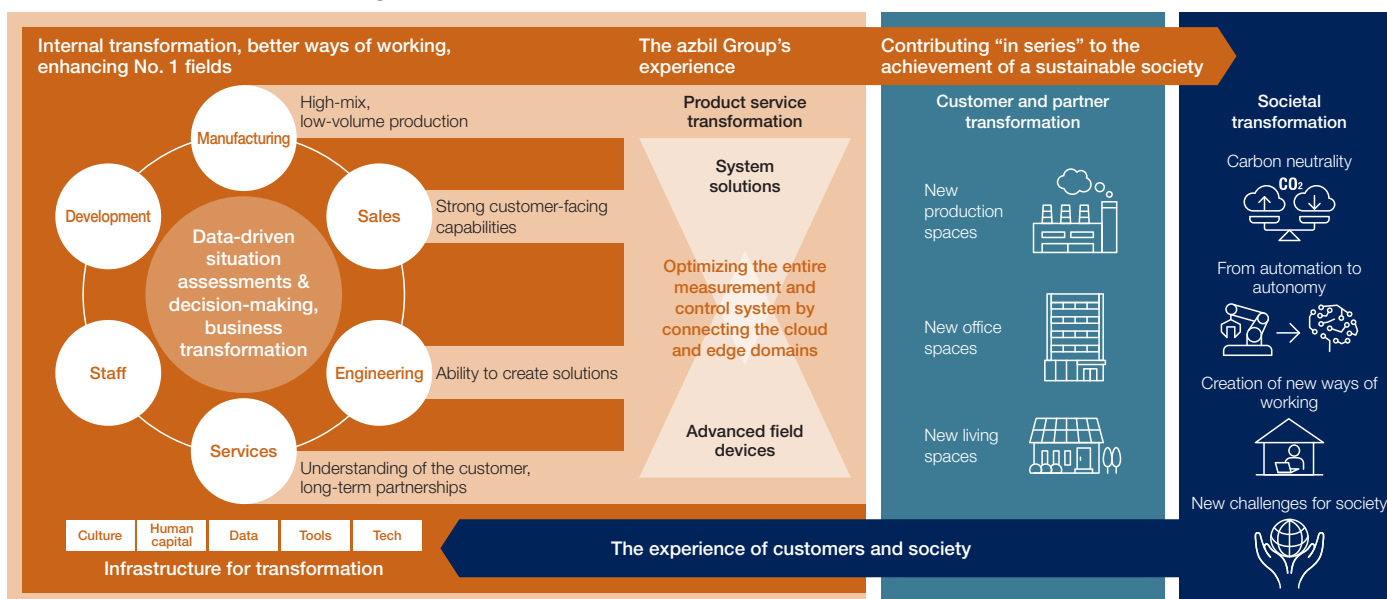 Internal transformation, better ways of working,
enhancing No. 1 fields
The azbil Group’s
experience
Contributing “in series” to the
achievement of a sustainable society
Manufacturing
High-mix,
low-volume production
Development
Sales
Strong customer-facing
capabilities
Data-driven
situation
assessments &
decision-making,
business
transformation
Staff
Engineering
Ability to create solutions
Services
Understanding of the customer,
long-term partnerships
Culture
Human
capital
Data
Tools
Tech
Infrastructure for transformation
Product service
transformation
System
solutions
Optimizing the entire
measurement and
control system by
connecting the cloud
and edge domains
Advanced field
devices
Customer and partner
transformation
New
production
spaces
New office
spaces
New living
spaces
Societal
transformation
Carbon neutrality
CO₂
From automation to
autonomy
Creation of new ways of
working
New challenges for society
The experience of customers and society